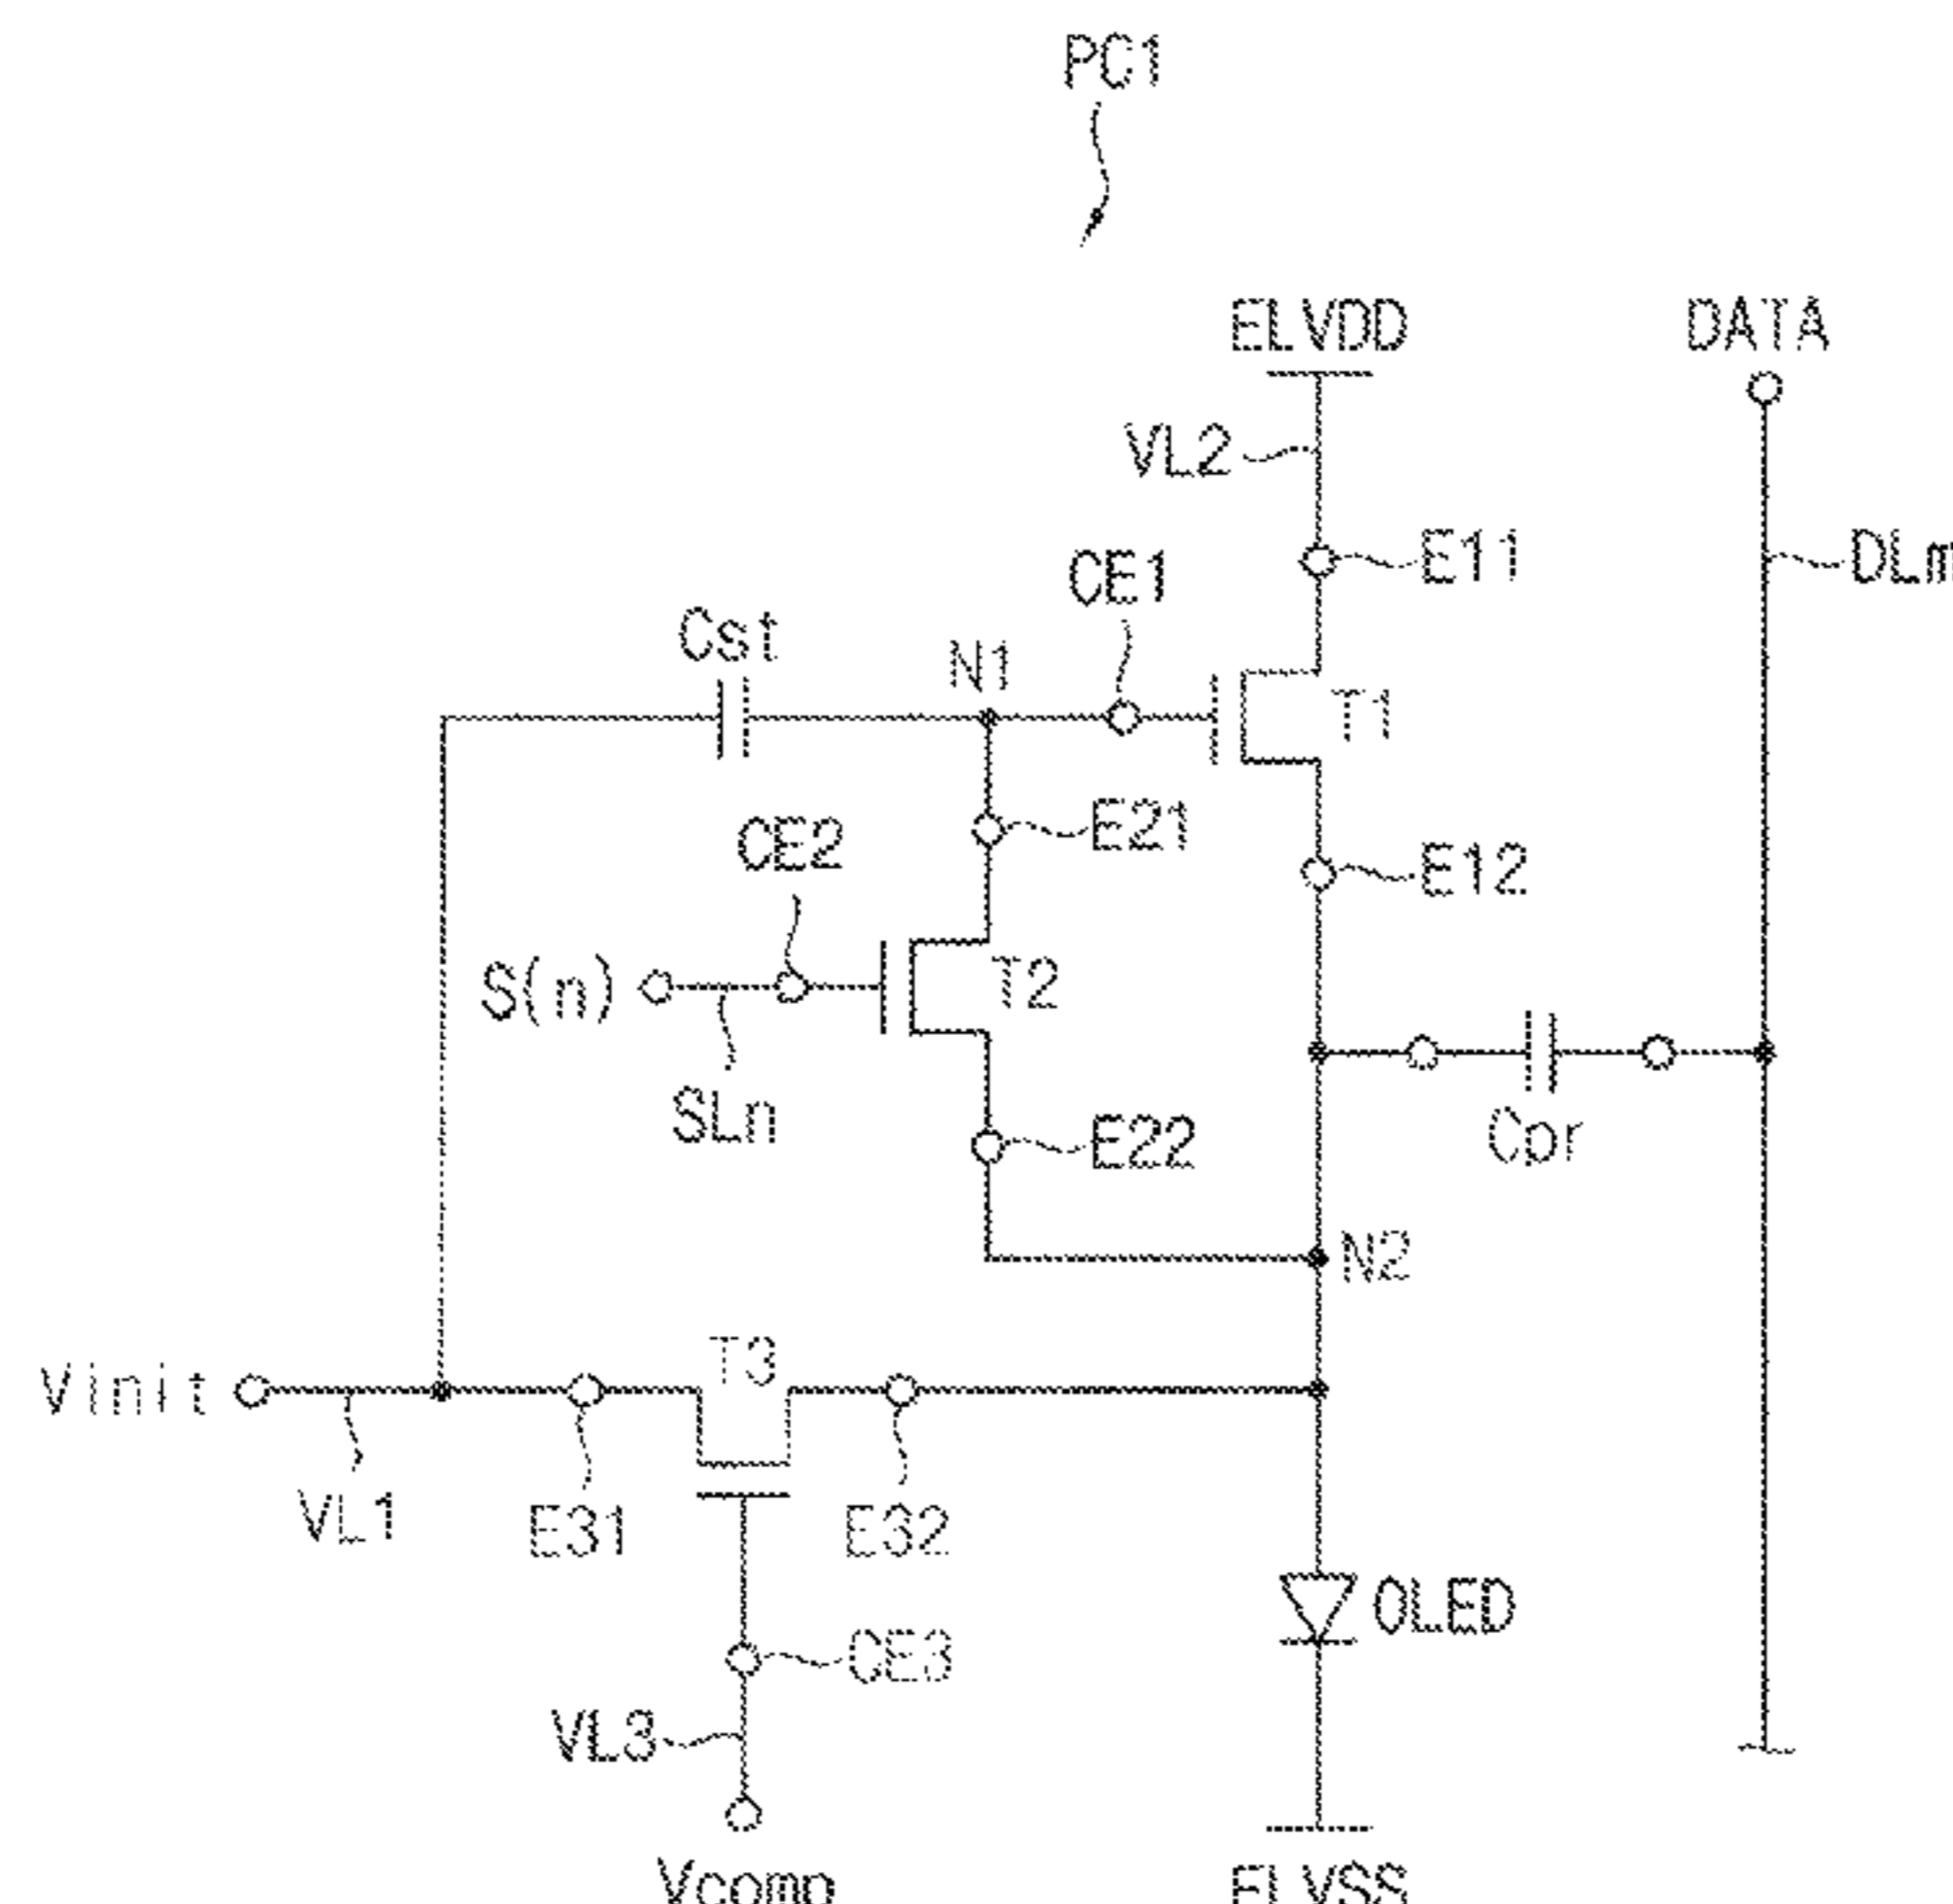 PC1
ELVDD
DATA
VL2
E11
DLm
CE1
Cst
N1
T1
E21
CE2
E12
S(n)
T2
SLn
E22
Cpr
N2
T3
Vinit
VL1
E31
E32
OLED
CE3
VL3
Vcomp
ELVSS